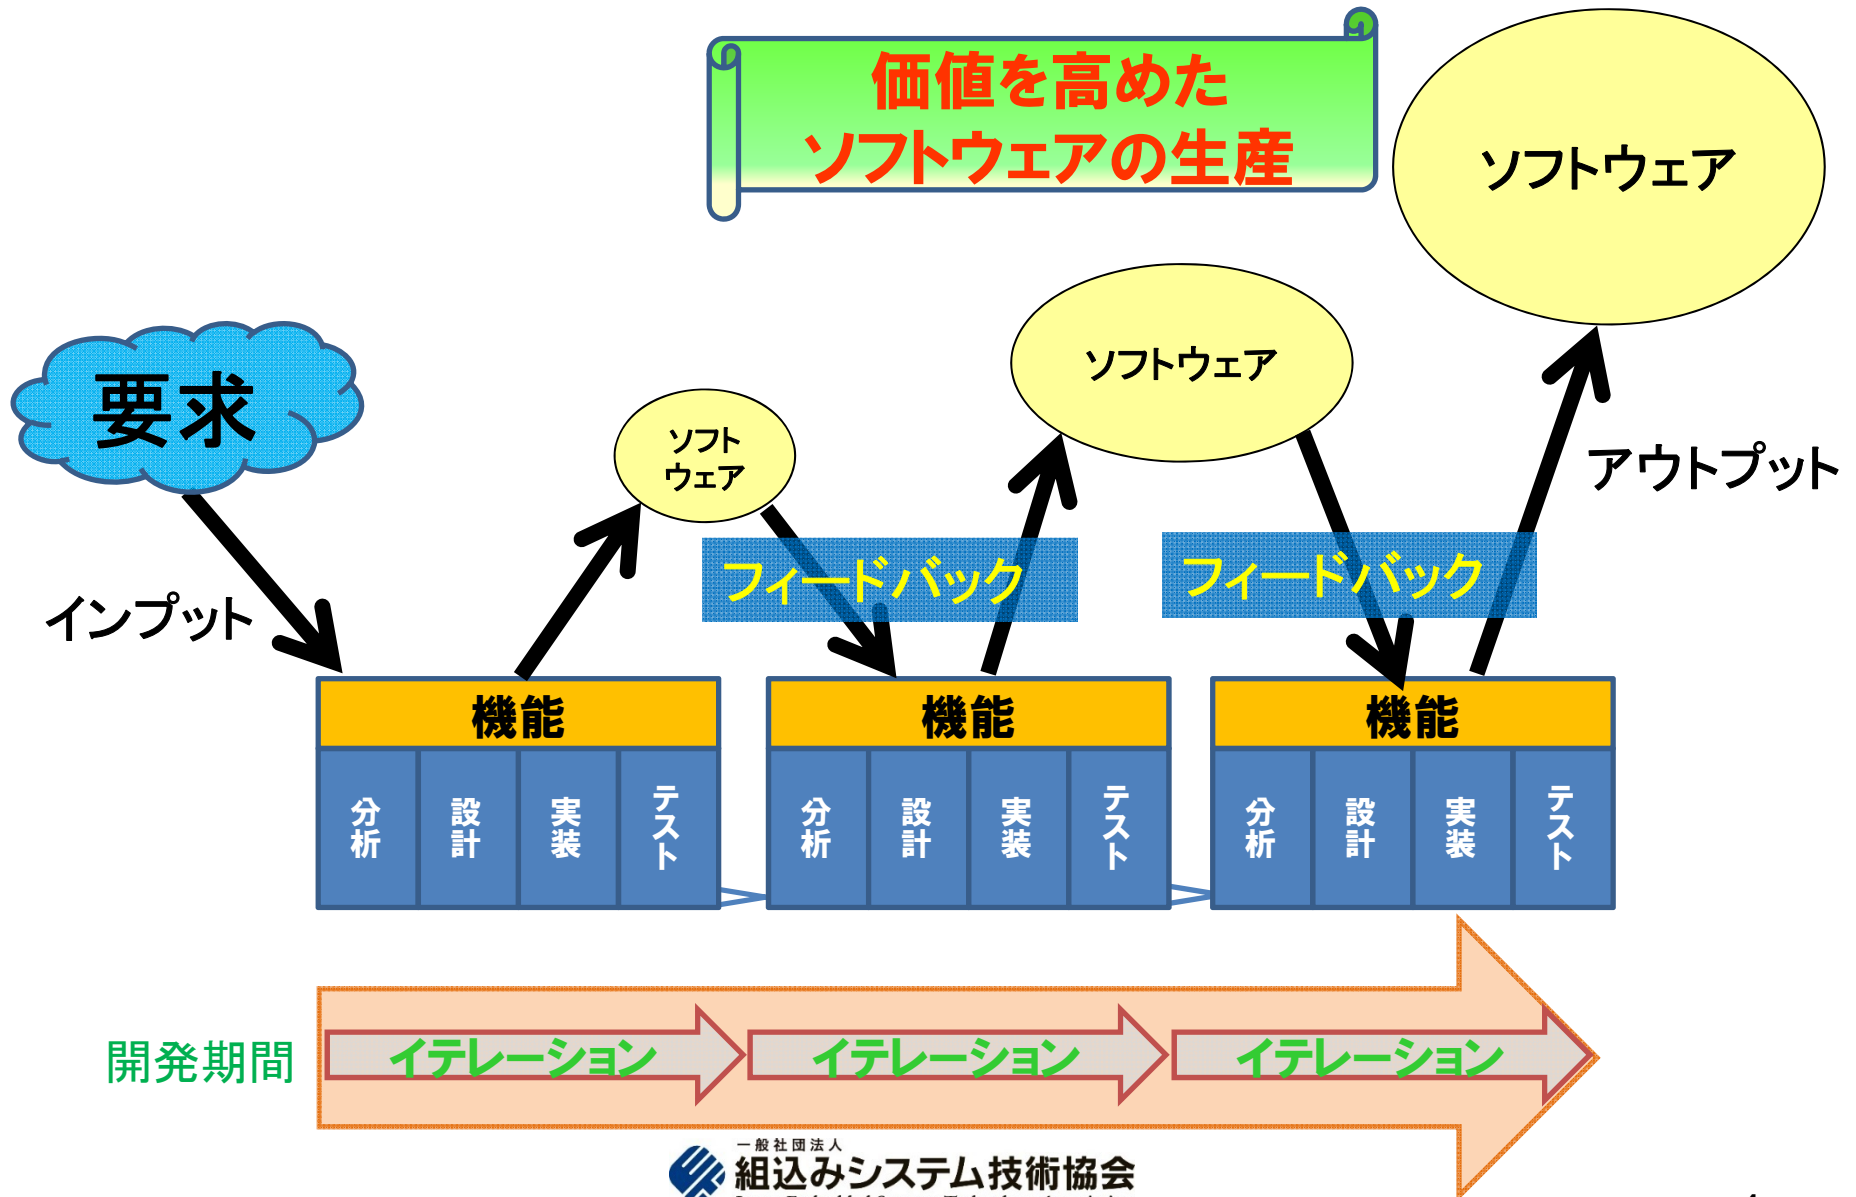 価値を高めた
ソフトウェアの生産
ソフトウェア
ソフトウェア
要求
ソフト
ウェア
アウトプット
インプット
フィードバック
フィードバック
機能
分析
設計
実装
テスト
機能
分析
設計
実装
テスト
機能
分析
設計
実装
テスト
開発期間
イテレーション
イテレーション
イテレーション
一般社団法人
組込みシステム技術協会